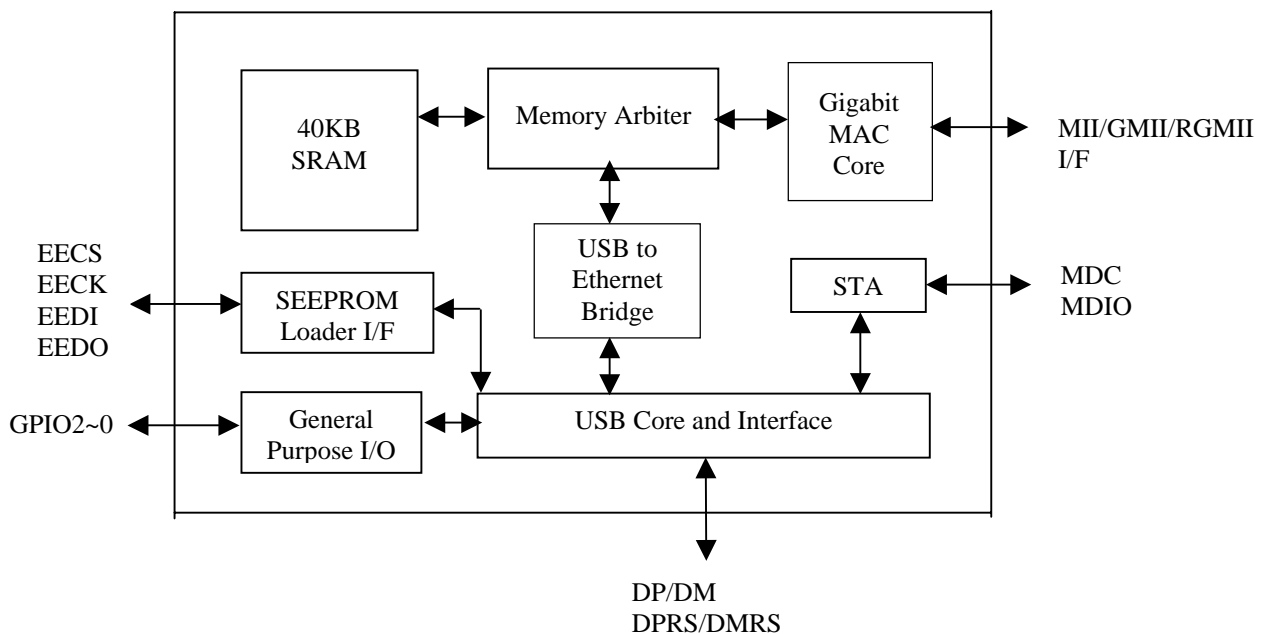 40KB
SRAM
Memory Arbiter
Gigabit
MAC
Core
MII/GMII/RGMII
I/F
EECS
EECK
EEDI
EEDO
SEEPROM
Loader I/F
USB to
Ethernet
Bridge
STA
MDC
MDIO
GPIO2~0
General
Purpose I/O
USB Core and Interface
DP/DM
DPRS/DMRS